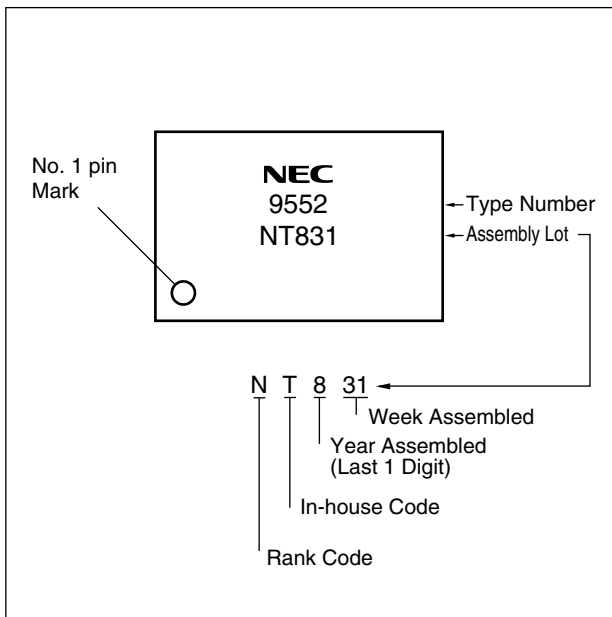 No. 1 pin
Mark
NEC
9552
NT831
Type Number
Assembly Lot
N T 8 31
Week Assembled
Year Assembled
(Last 1 Digit)
In-house Code
Rank Code